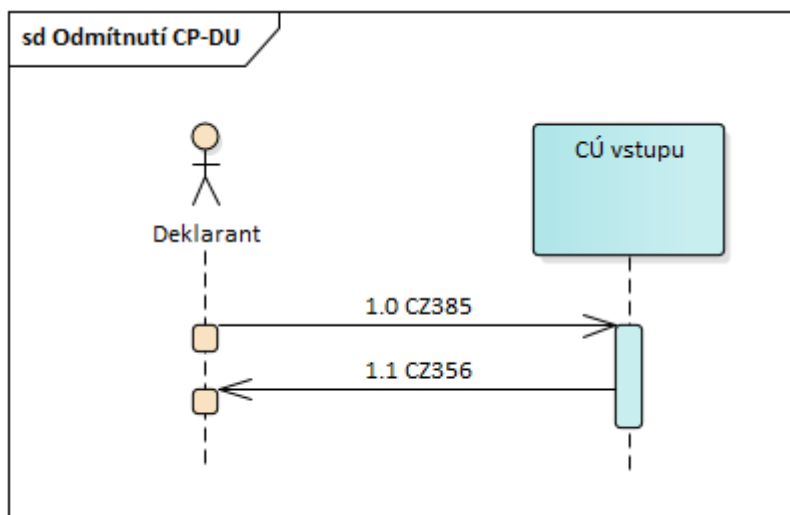 sd Odmítnutí CP-DU
CÚ vstupu
Deklarant
1.0 CZ385
1.1 CZ356